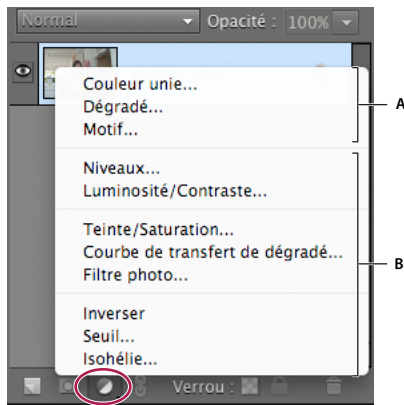 Normal Opacité : 100%
Couleur unie...
Dégradé...
Motif...
A
Niveaux...
Luminosité/Contraste...
Teinte/Saturation...
Courbe de transfert de dégradé...
B
Filtre photo...
Inverser
Seuil...
Isohélie...
Verrou :